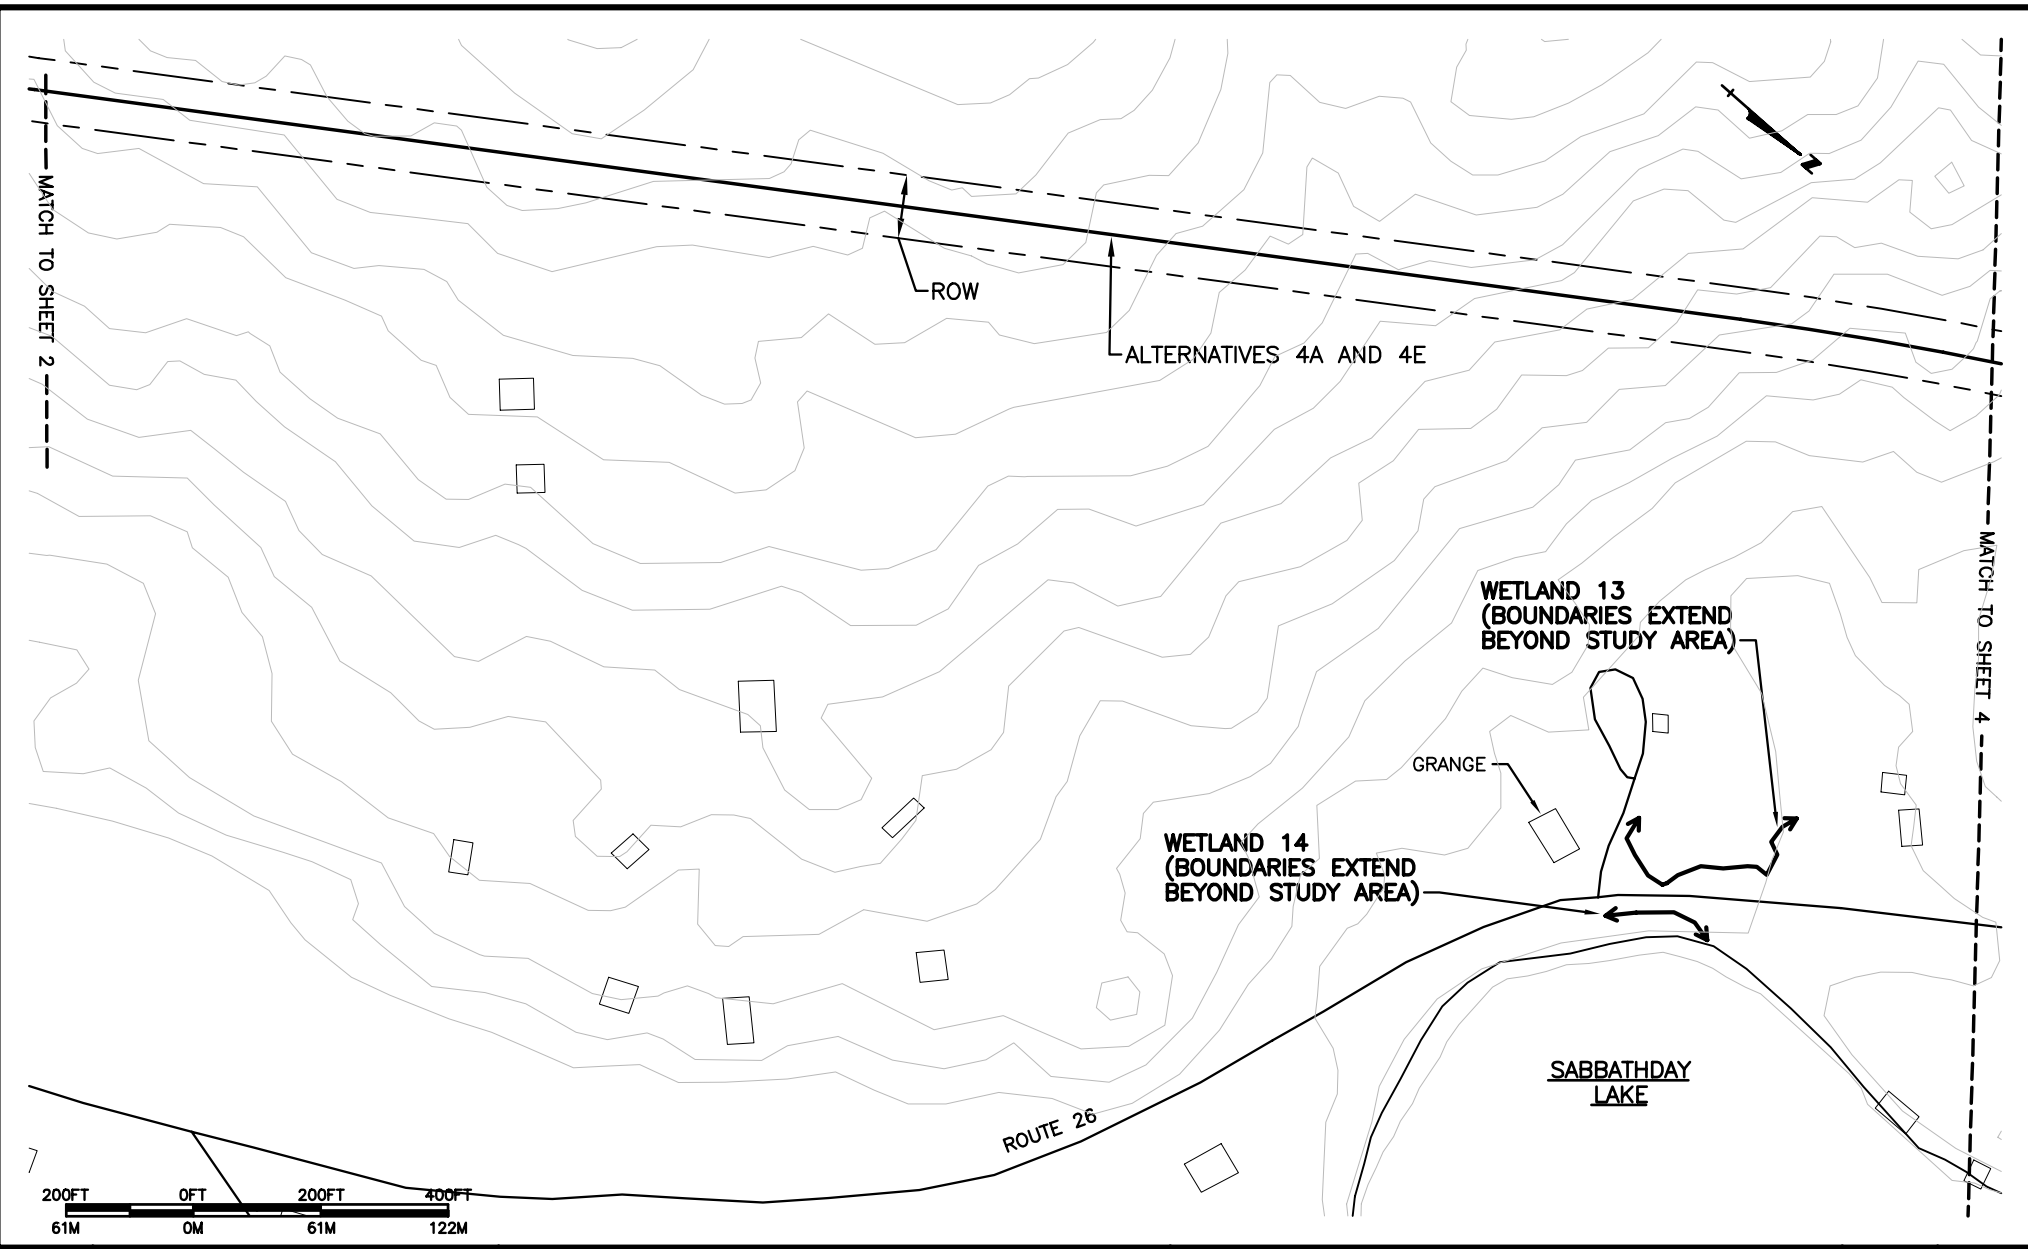 Z
MATCH TO SHEET 2
ROW
ALTERNATIVES 4A AND 4E
MATCH TO SHEET 4
WETLAND 13
(BOUNDARIES EXTEND
BEYOND STUDY AREA)
GRANGE
WETLAND 14
(BOUNDARIES EXTEND
BEYOND STUDY AREA)
SABBATHDAY
LAKE
ROUTE 26
200FT 0FT 200FT 400FT
61M 0M 61M 122M